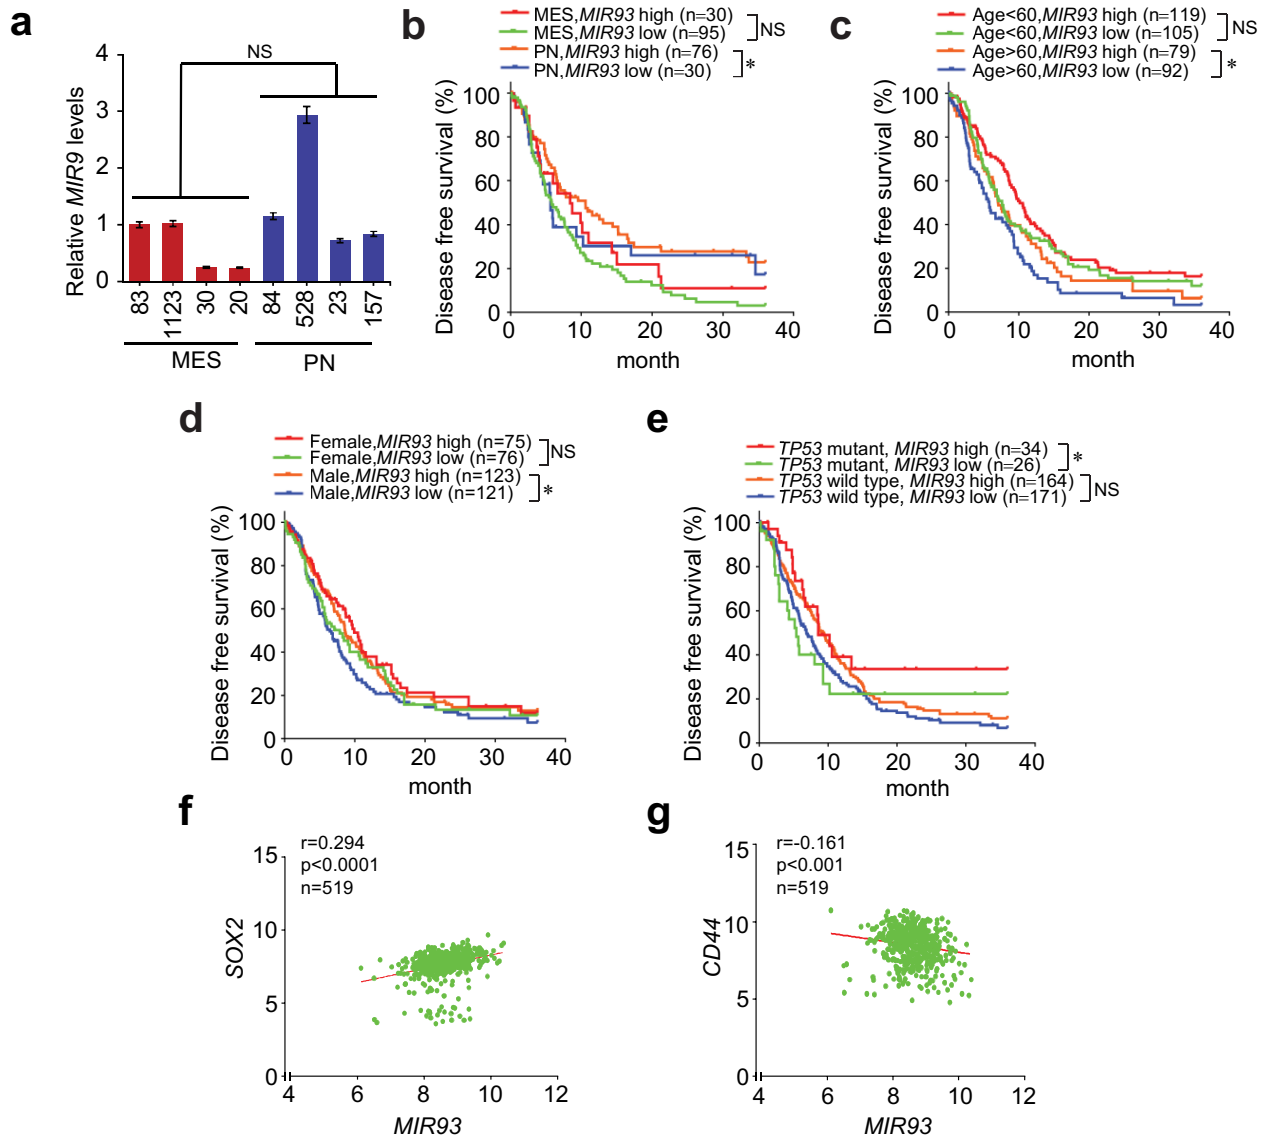 a
NS
Relative MIR9 levels
4
3
2
1
0
83
1123
30
20
84
528
23
157
MES
PN
b
MES,MIR93 high (n=30)
MES,MIR93 low (n=95)
NS
PN,MIR93 high (n=76)
PN,MIR93 low (n=30)
*
Disease free survival (%)
100
80
60
40
20
0
0 10 20 30 40
month
c
Age<60,MIR93 high (n=119)
Age<60,MIR93 low (n=105)
NS
Age>60,MIR93 high (n=79)
Age>60,MIR93 low (n=92)
*
Disease free survival (%)
100
80
60
40
20
0
0 10 20 30 40
month
d
Female,MIR93 high (n=75)
Female,MIR93 low (n=76)
NS
Male,MIR93 high (n=123)
Male,MIR93 low (n=121)
*
Disease free survival (%)
100
80
60
40
20
0
0 10 20 30 40
month
e
TP53 mutant, MIR93 high (n=34)
TP53 mutant, MIR93 low (n=26)
*
TP53 wild type, MIR93 high (n=164)
TP53 wild type, MIR93 low (n=171)
NS
Disease free survival (%)
100
80
60
40
20
0
0 10 20 30 40
month
f
r=0.294
p<0.0001
n=519
SOX2
15
10
5
0
4 6 8 10 12
MIR93
g
r=-0.161
p<0.001
n=519
CD44
15
10
5
0
4 6 8 10 12
MIR93